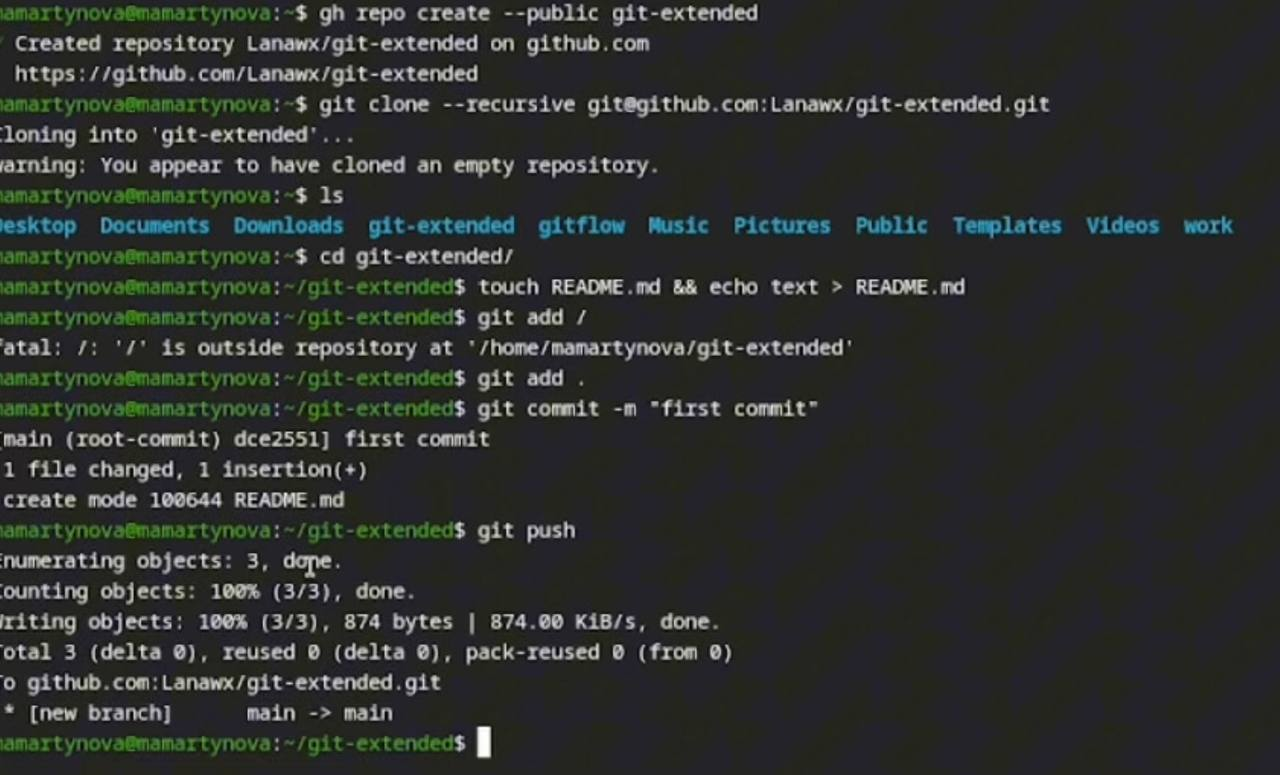 mamartynova@mamartynova:~$ gh repo create --public git-extended
Created repository Lanawx/git-extended on github.com
https://github.com/Lanawx/git-extended
mamartynova@mamartynova:~$ git clone --recursive git@github.com:Lanawx/git-extended.git
Cloning into 'git-extended'...
warning: You appear to have cloned an empty repository.
mamartynova@mamartynova:~$ ls
Desktop Documents Downloads git-extended gitflow Music Pictures Public Templates Videos work
mamartynova@mamartynova:~$ cd git-extended/
mamartynova@mamartynova:~/git-extended$ touch README.md && echo text > README.md
mamartynova@mamartynova:~/git-extended$ git add /
fatal: /: '/' is outside repository at '/home/mamartynova/git-extended'
mamartynova@mamartynova:~/git-extended$ git add .
mamartynova@mamartynova:~/git-extended$ git commit -m "first commit"
[main (root-commit) dce2551] first commit
1 file changed, 1 insertion(+)
create mode 100644 README.md
mamartynova@mamartynova:~/git-extended$ git push
Enumerating objects: 3, done.
Counting objects: 100% (3/3), done.
Writing objects: 100% (3/3), 874 bytes | 874.00 KiB/s, done.
Total 3 (delta 0), reused 0 (delta 0), pack-reused 0 (from 0)
To github.com:Lanawx/git-extended.git
* [new branch] main -> main
mamartynova@mamartynova:~/git-extended$